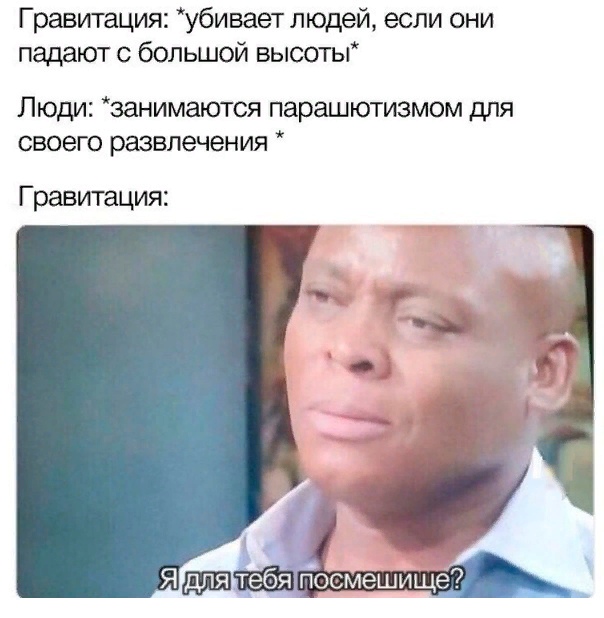 Гравитация: *убивает людей, если они
падают с большой высоты*
Люди: *занимаются парашютизмом для
своего развлечения *
Гравитация:
Я для тебя посмешище?